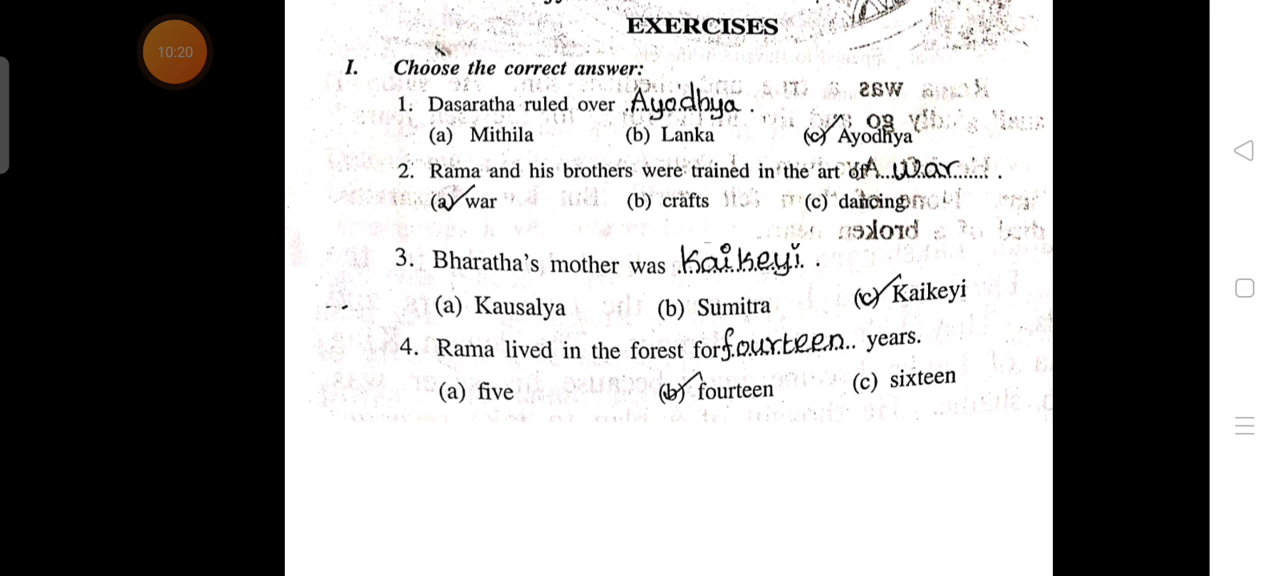 EXERCISES
10:20
I. Choose the correct answer:
1. Dasaratha ruled over .Ayodhya .
(a) Mithila (b) Lanka (c) Ayodhya
2. Rama and his brothers were trained in the art of...war...... .
(a) war (b) crafts (c) dancing
3. Bharatha's mother was .Kaikeyi. .
(a) Kausalya (b) Sumitra (c) Kaikeyi
4. Rama lived in the forest for fourteen.. years.
(a) five (b) fourteen (c) sixteen